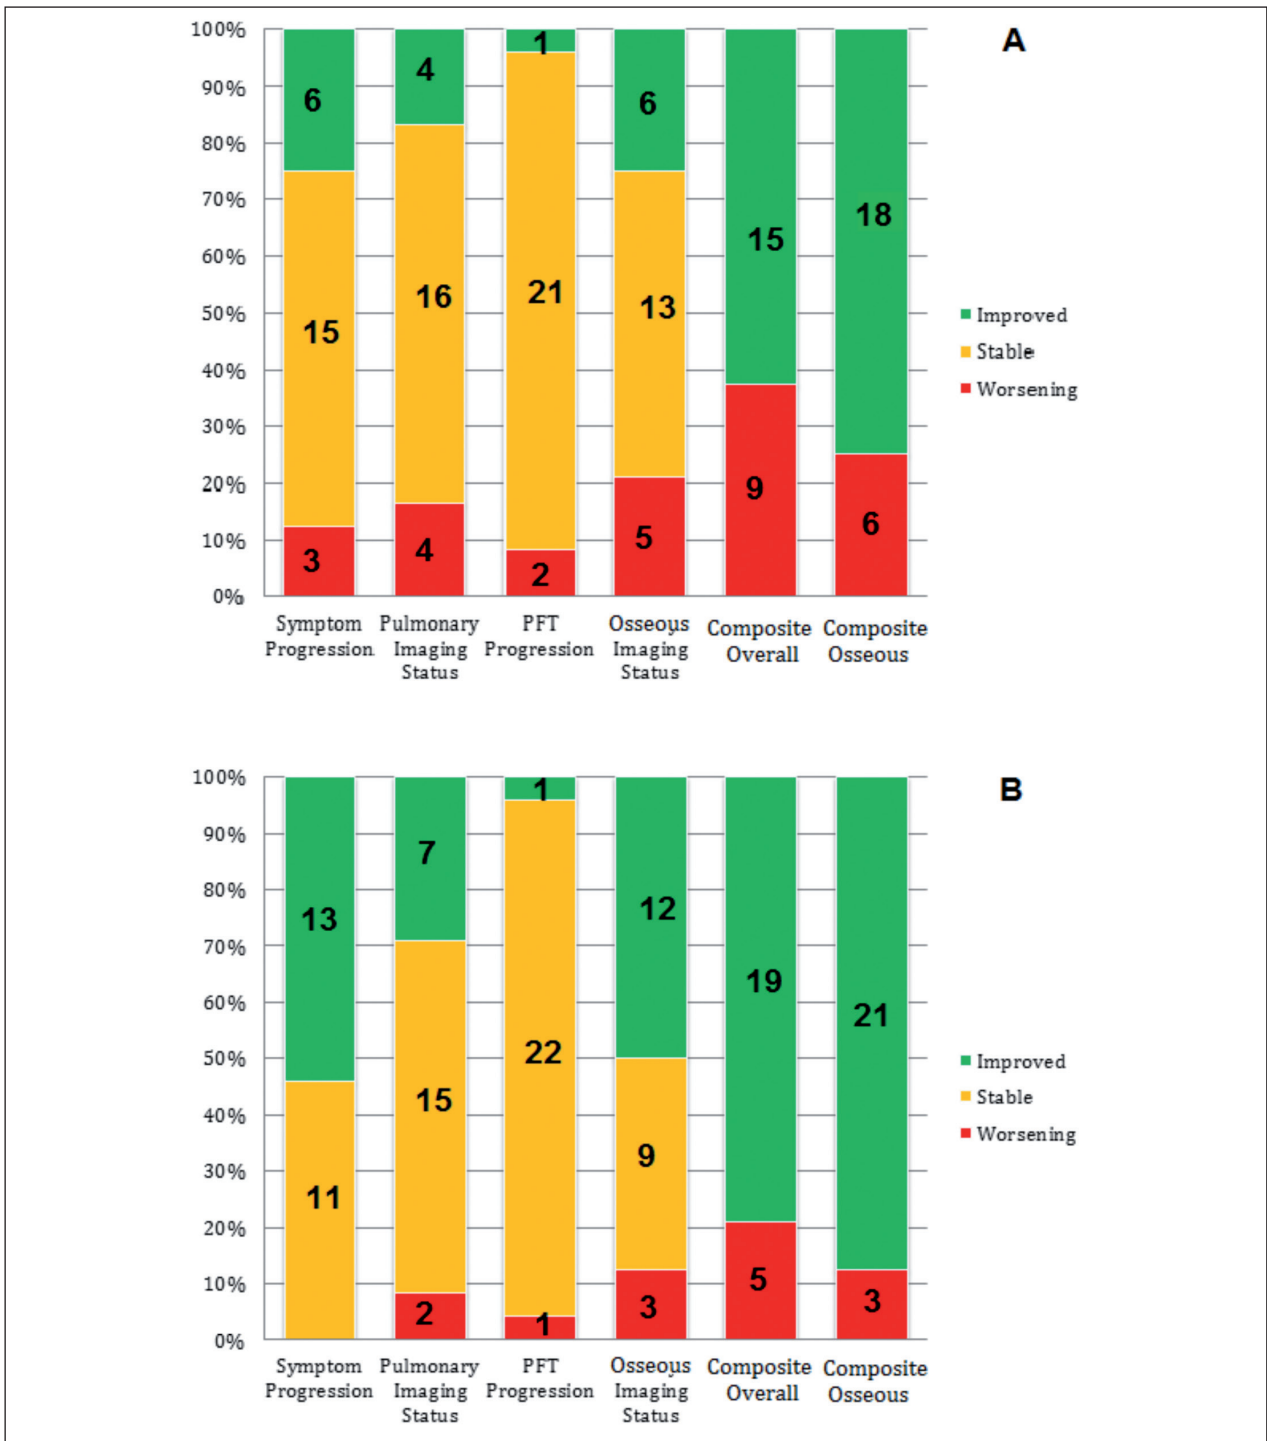 A
100%
90%
80%
70%
60%
50%
40%
30%
20%
10%
0%
6
15
3
4
16
4
1
21
2
6
13
5
15
9
18
6
Symptom
Progression
Pulmonary
Imaging
Status
PFT
Progression
Osseous
Imaging
Status
Composite
Overall
Composite
Osseous
Improved
Stable
Worsening
B
100%
90%
80%
70%
60%
50%
40%
30%
20%
10%
0%
13
11
7
15
2
1
22
1
12
9
3
19
5
21
3
Symptom
Progression
Pulmonary
Imaging
Status
PFT
Progression
Osseous
Imaging
Status
Composite
Overall
Composite
Osseous
Improved
Stable
Worsening